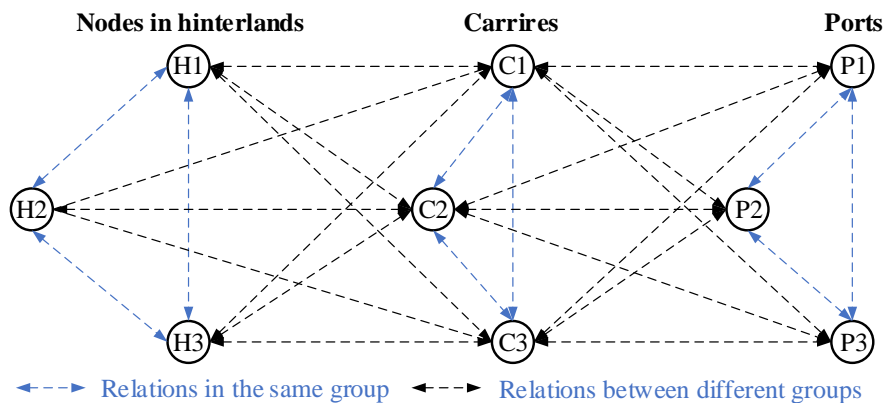 Nodes in hinterlands Carrires Ports
H1 C1 P1
H2 C2 P2
H3 C3 P3
Relations in the same group Relations between different groups